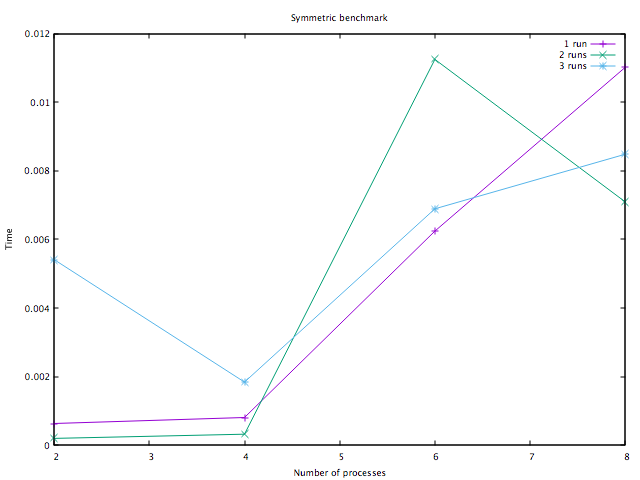 Symmetric benchmark
0.012
0.01
0.008
0.006
0.004
0.002
0
Time
1 run
2 runs
3 runs
2 3 4 5 6 7 8
Number of processes